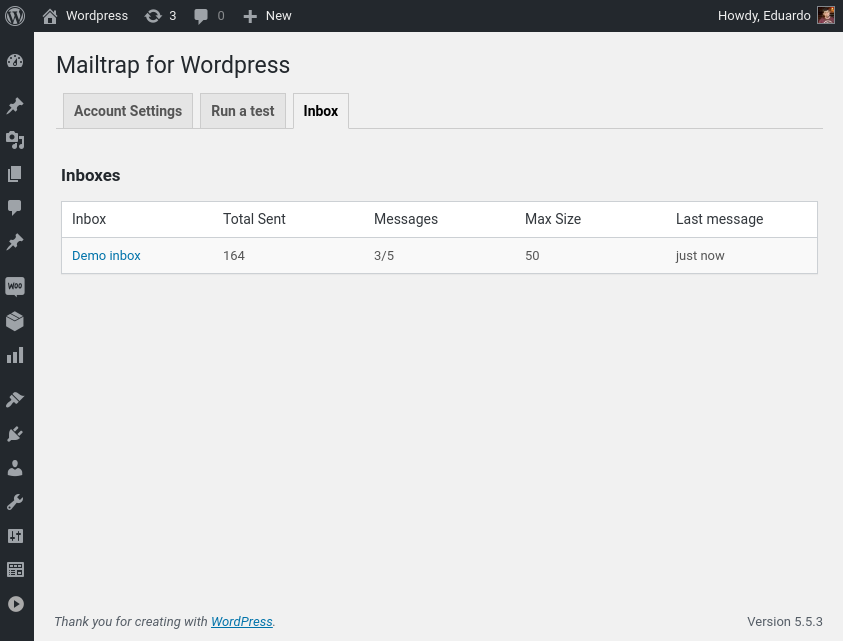 Wordpress 3 0 New Howdy, Eduardo
Mailtrap for Wordpress
Account Settings Run a test Inbox
Inboxes
Inbox Total Sent Messages Max Size Last message
Demo inbox 164 3/5 50 just now
Woo
Thank you for creating with WordPress. Version 5.5.3